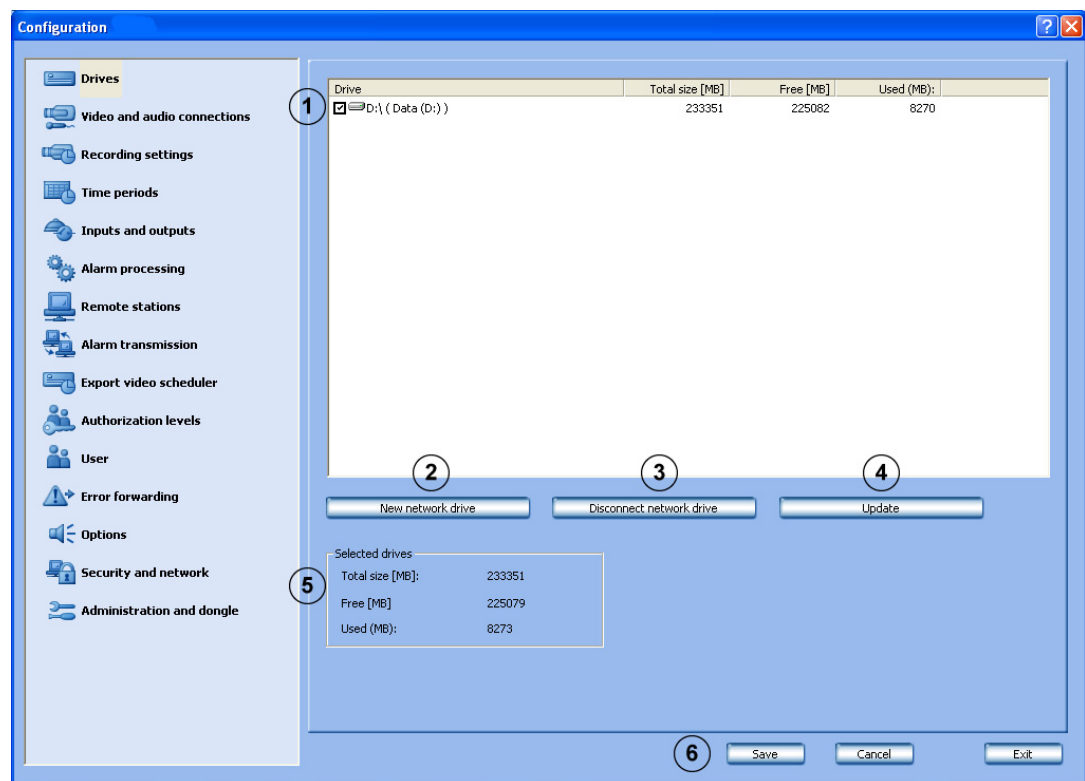 Configuration
Drives
Video and audio connections
Recording settings
Time periods
Inputs and outputs
Alarm processing
Remote stations
Alarm transmission
Export video scheduler
Authorization levels
User
Error forwarding
Options
Security and network
Administration and dongle
Drive Total size [MB] Free [MB] Used (MB):
1 D:\ ( Data (D:) ) 233351 225082 8270
2 3 4
New network drive Disconnect network drive Update
Selected drives
5
Total size [MB]: 233351
Free [MB] 225079
Used (MB): 8273
6 Save Cancel Exit